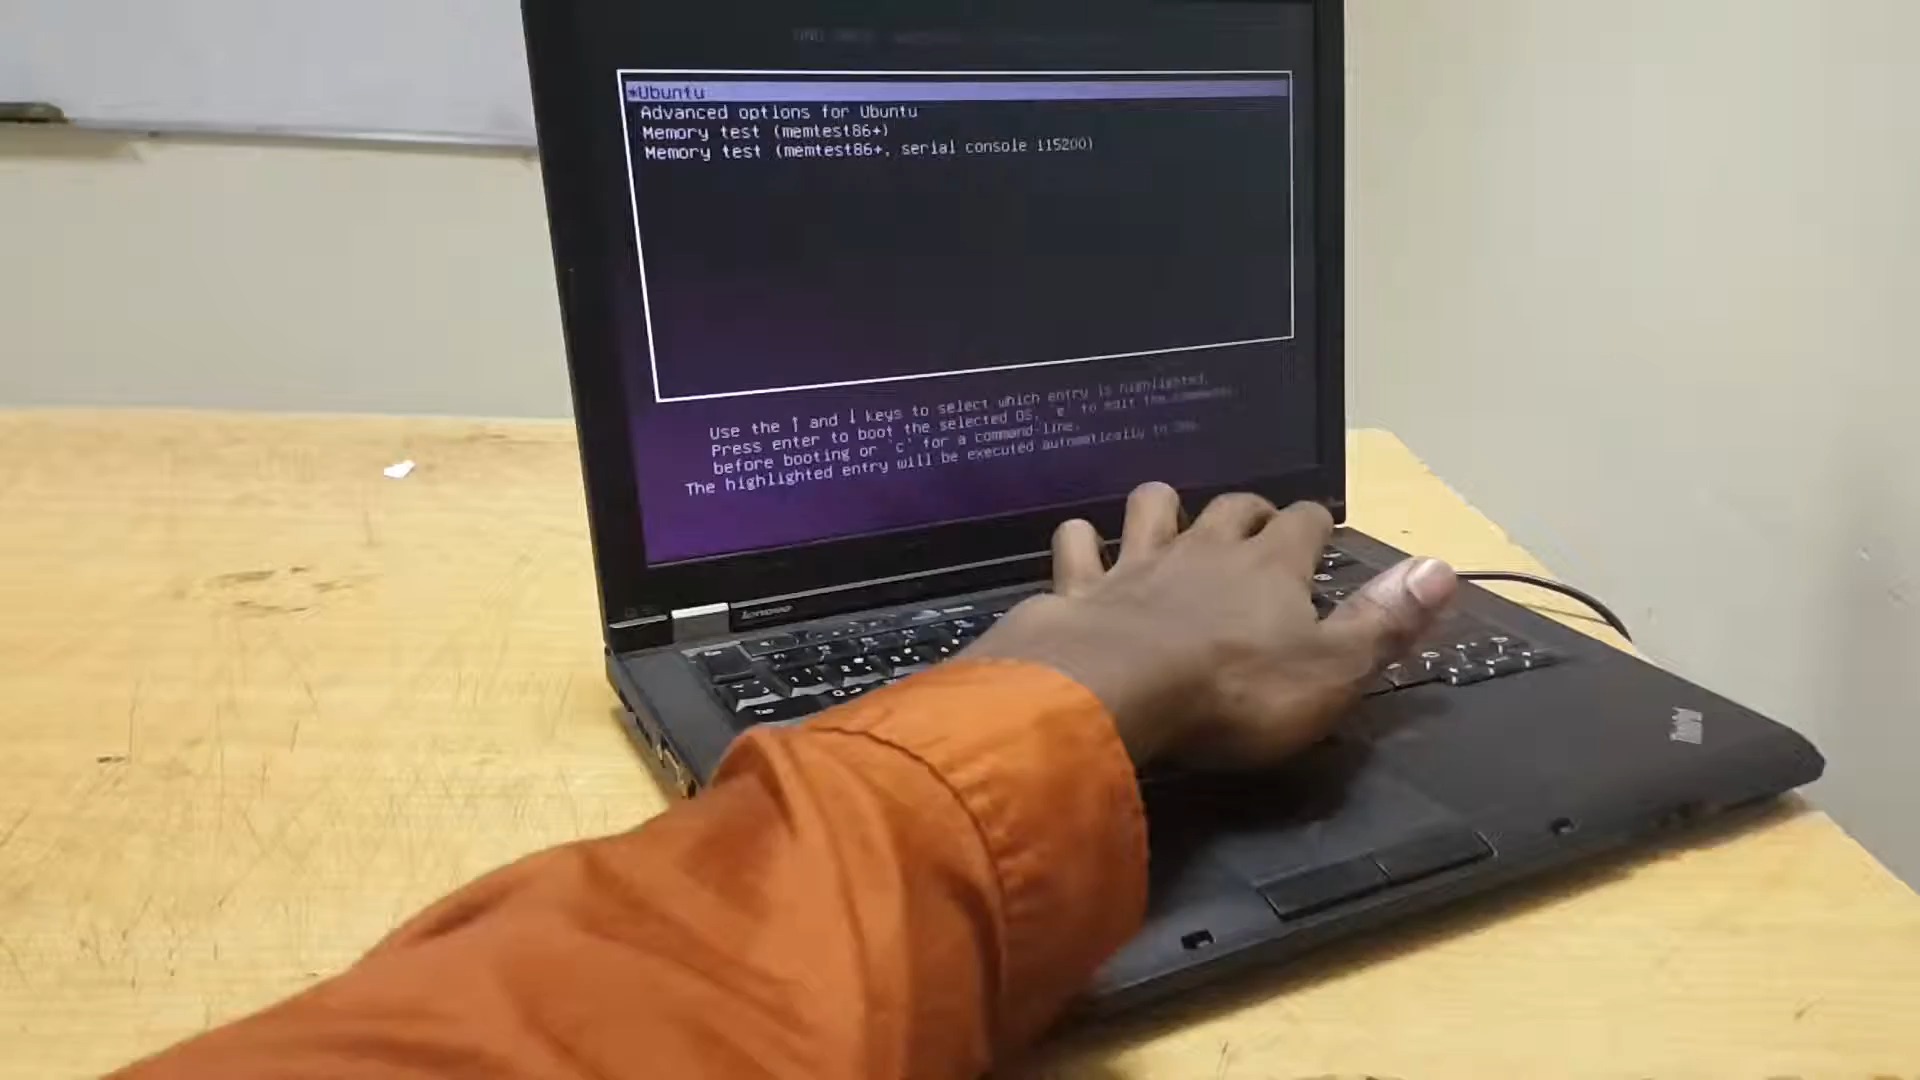 *Ubuntu
Advanced options for Ubuntu
Memory test (memtest86+)
Memory test (memtest86+, serial console 115200)
Use the ↑ and ↓ keys to select which entry is highlighted.
Press enter to boot the selected OS, `e' to edit the commands
before booting or `c' for a command-line.
The highlighted entry will be executed automatically in
lenovo
Tab
ThinkPad